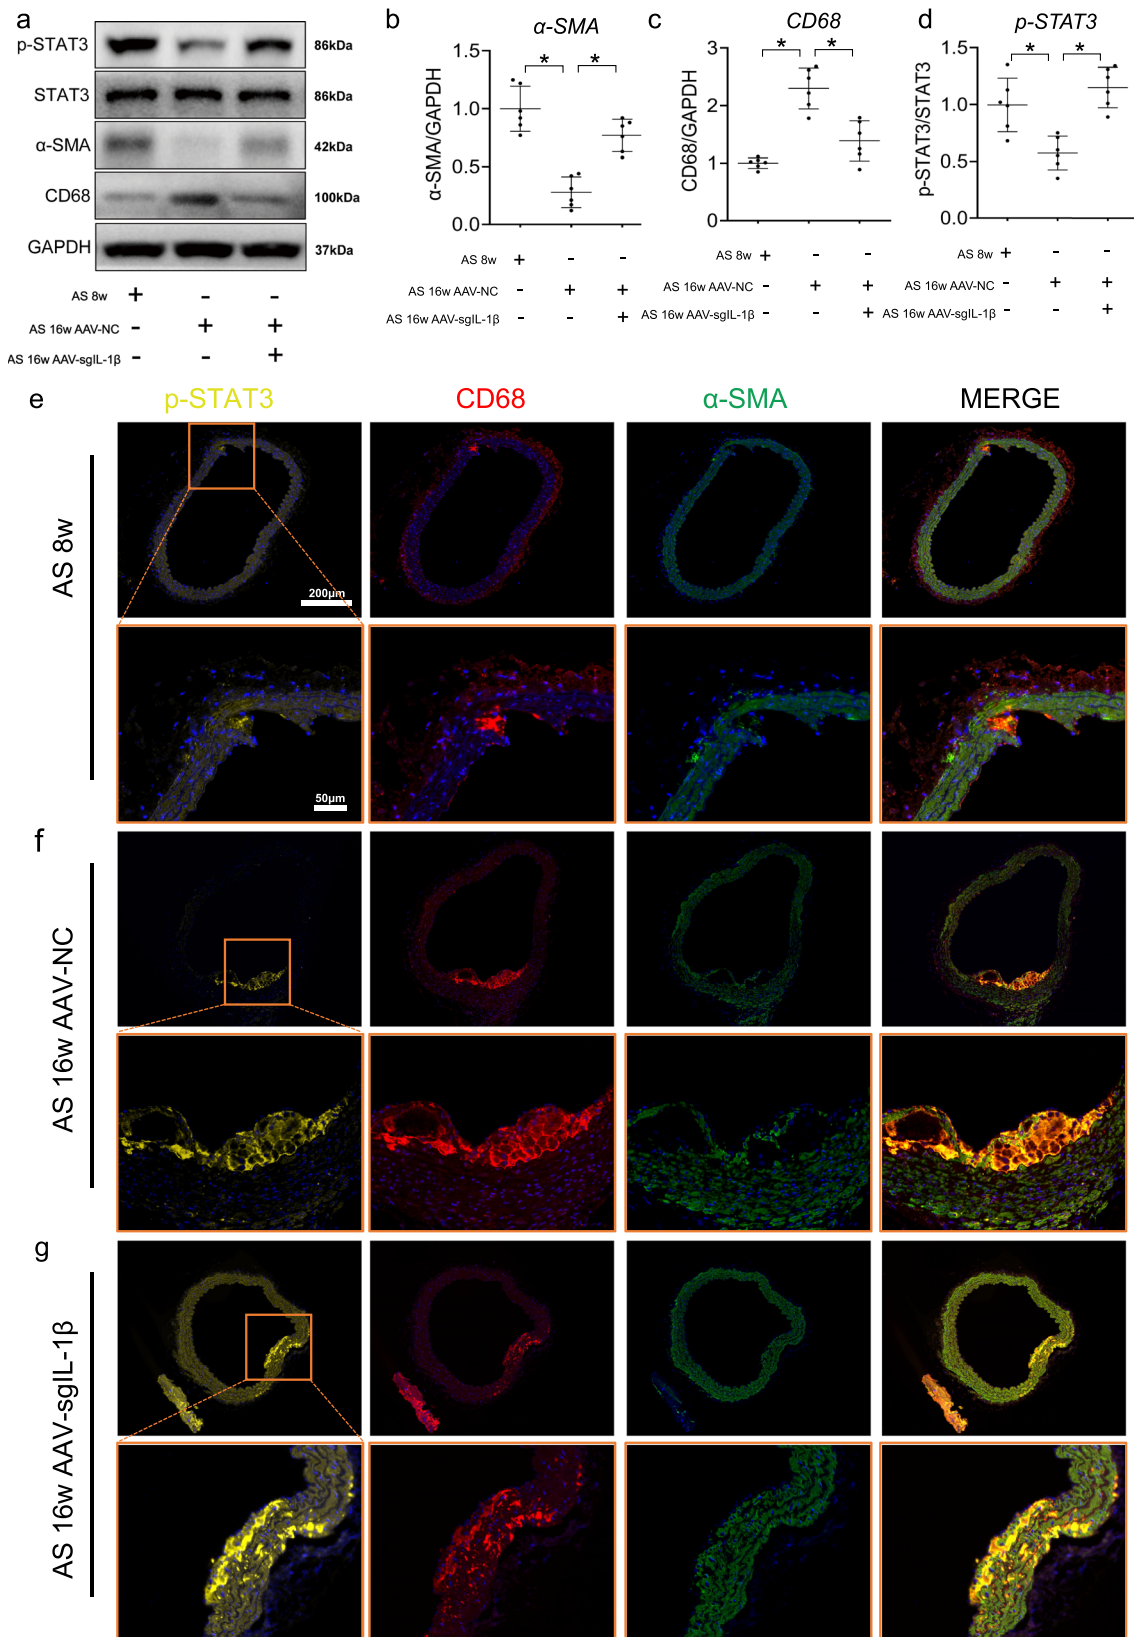 a
p-STAT3
86kDa
STAT3
86kDa
α-SMA
42kDa
CD68
100kDa
GAPDH
37kDa
AS 8w + - -
AS 16w AAV-NC - + +
AS 16w AAV-sgIL-1β - - +
b
α-SMA
α-SMA/GAPDH
1.5
1.0
0.5
0.0
* *
AS 8w + - -
AS 16w AAV-NC - + +
AS 16w AAV-sgIL-1β - - +
c
CD68
CD68/GAPDH
3
2
1
0
* *
AS 8w + - -
AS 16w AAV-NC - + +
AS 16w AAV-sgIL-1β - - +
d
p-STAT3
p-STAT3/STAT3
1.5
1.0
0.5
0.0
* *
AS 8w + - -
AS 16w AAV-NC - + +
AS 16w AAV-sgIL-1β - - +
e
p-STAT3 CD68 α-SMA MERGE
AS 8w
200μm
50μm
f
AS 16w AAV-NC
g
AS 16w AAV-sgIL-1β